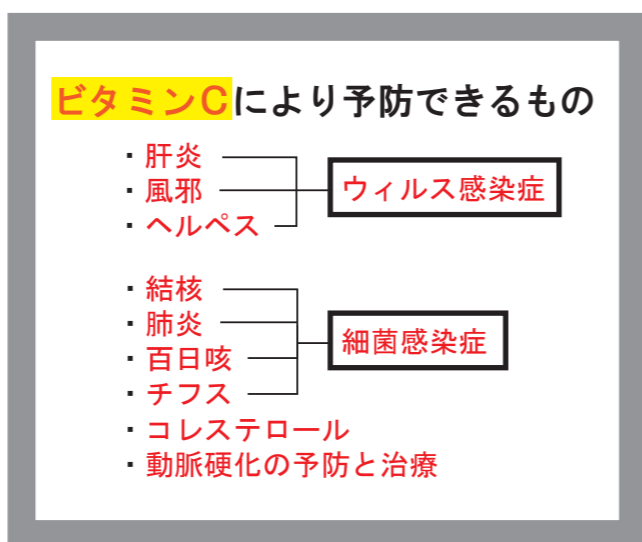 ビタミンCにより予防できるもの
・肝炎
・風邪
・ヘルペス
ウィルス感染症
・結核
・肺炎
・百日咳
・チフス
細菌感染症
・コレステロール
・動脈硬化の予防と治療